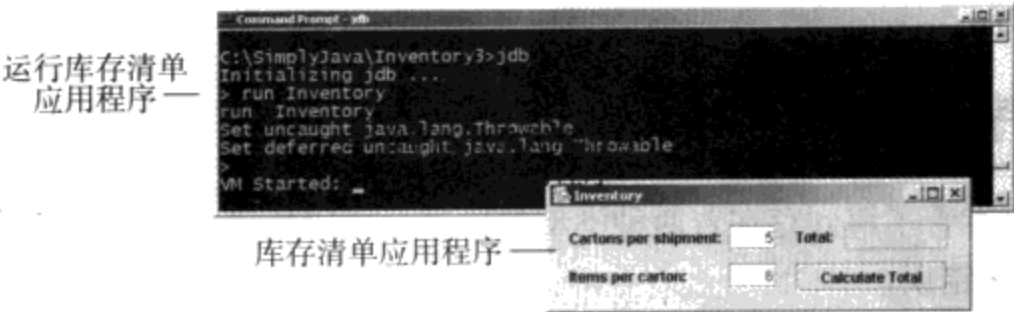 Command Prompt - jdb
C:\SimplyJava\Inventory3>jdb
Initializing jdb ...
> run Inventory
run  Inventory
Set uncaught java.lang.Throwable
Set deferred uncaught java.lang.Throwable
>
VM Started: _
运行库存清单
应用程序
Inventory
Cartons per shipment: 5 Total:
Items per carton: 6 Calculate Total
库存清单应用程序